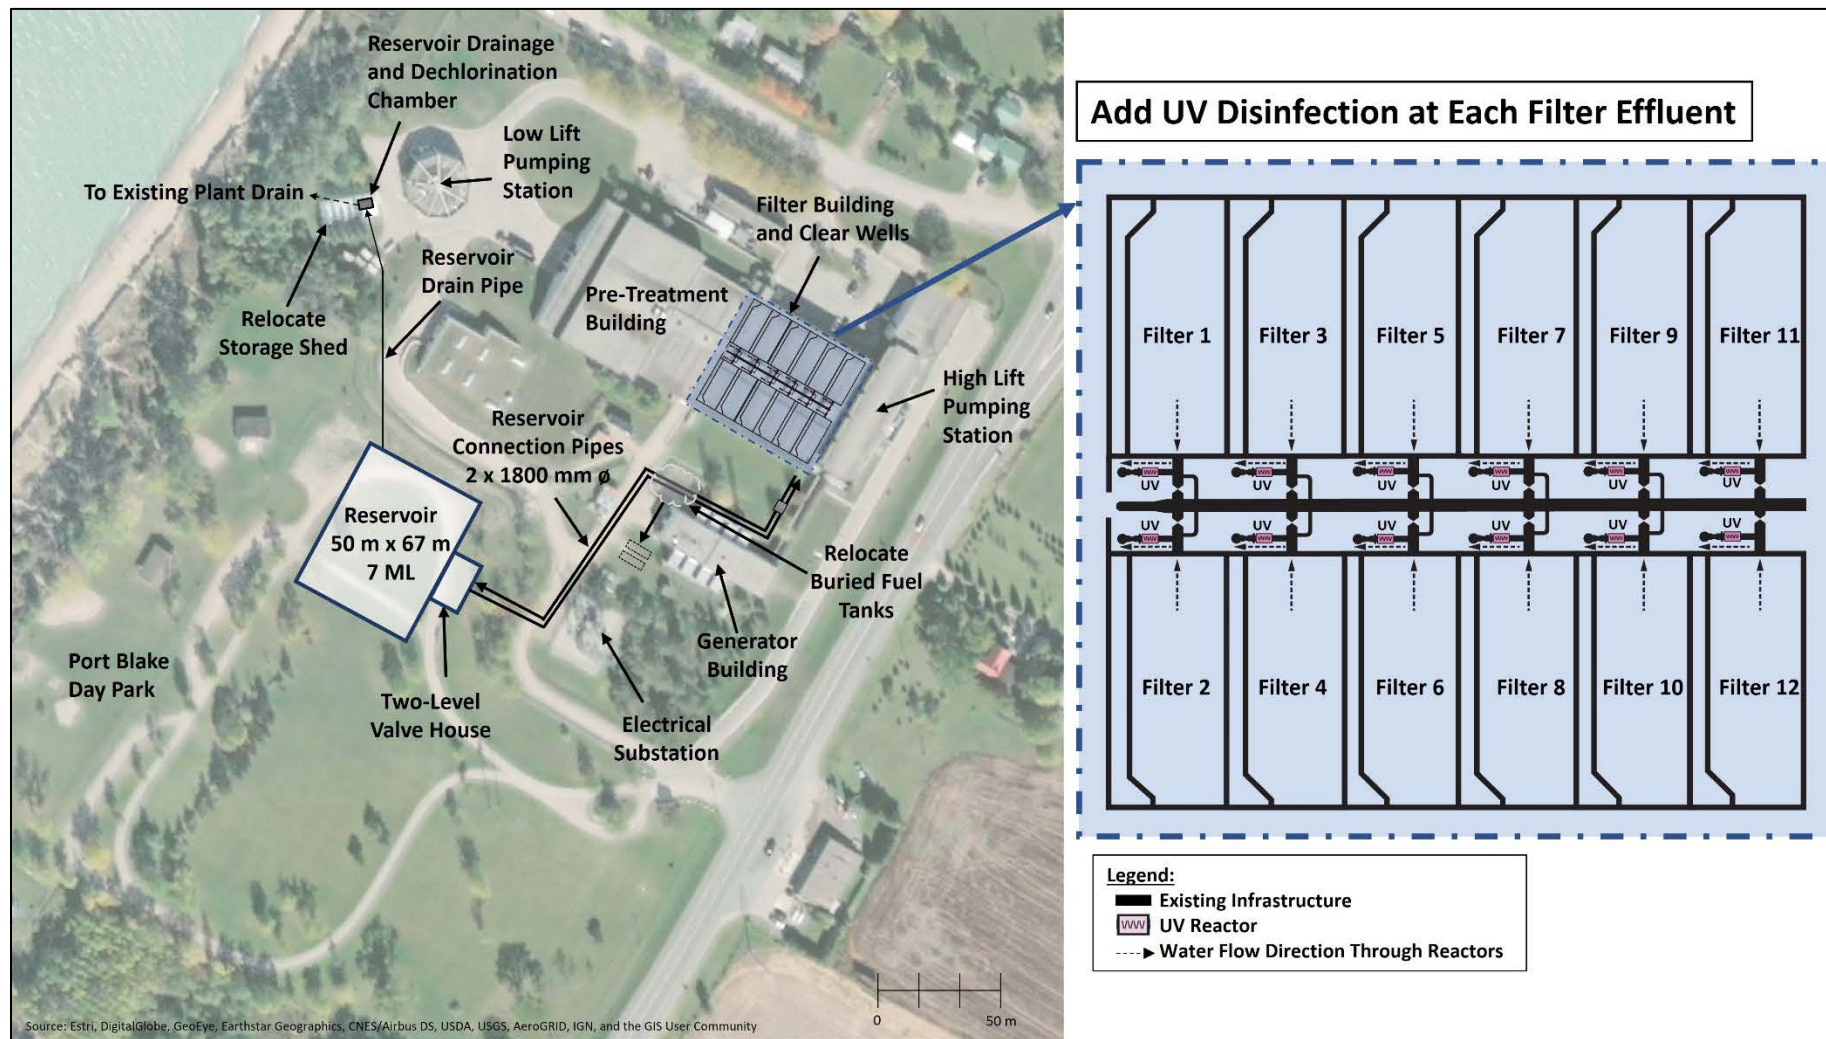 Reservoir Drainage
and Dechlorination
Chamber
Low Lift
Pumping
Station
To Existing Plant Drain
Filter Building
and Clear Wells
Reservoir
Drain Pipe
Pre-Treatment
Building
Relocate
Storage Shed
High Lift
Pumping
Station
Reservoir
Connection Pipes
2 x 1800 mm ø
Reservoir
50 m x 67 m
7 ML
Relocate
Buried Fuel
Tanks
Generator
Building
Port Blake
Day Park
Two-Level
Valve House
Electrical
Substation
0 50 m
Source: Estri, DigitalGlobe, GeoEye, Earthstar Geographics, CNES/Airbus DS, USDA, USGS, AeroGRID, IGN, and the GIS User Community
Add UV Disinfection at Each Filter Effluent
Filter 1 Filter 3 Filter 5 Filter 7 Filter 9 Filter 11
UV UV UV UV UV UV
UV UV UV UV UV UV
Filter 2 Filter 4 Filter 6 Filter 8 Filter 10 Filter 12
Legend:
Existing Infrastructure
UV Reactor
Water Flow Direction Through Reactors